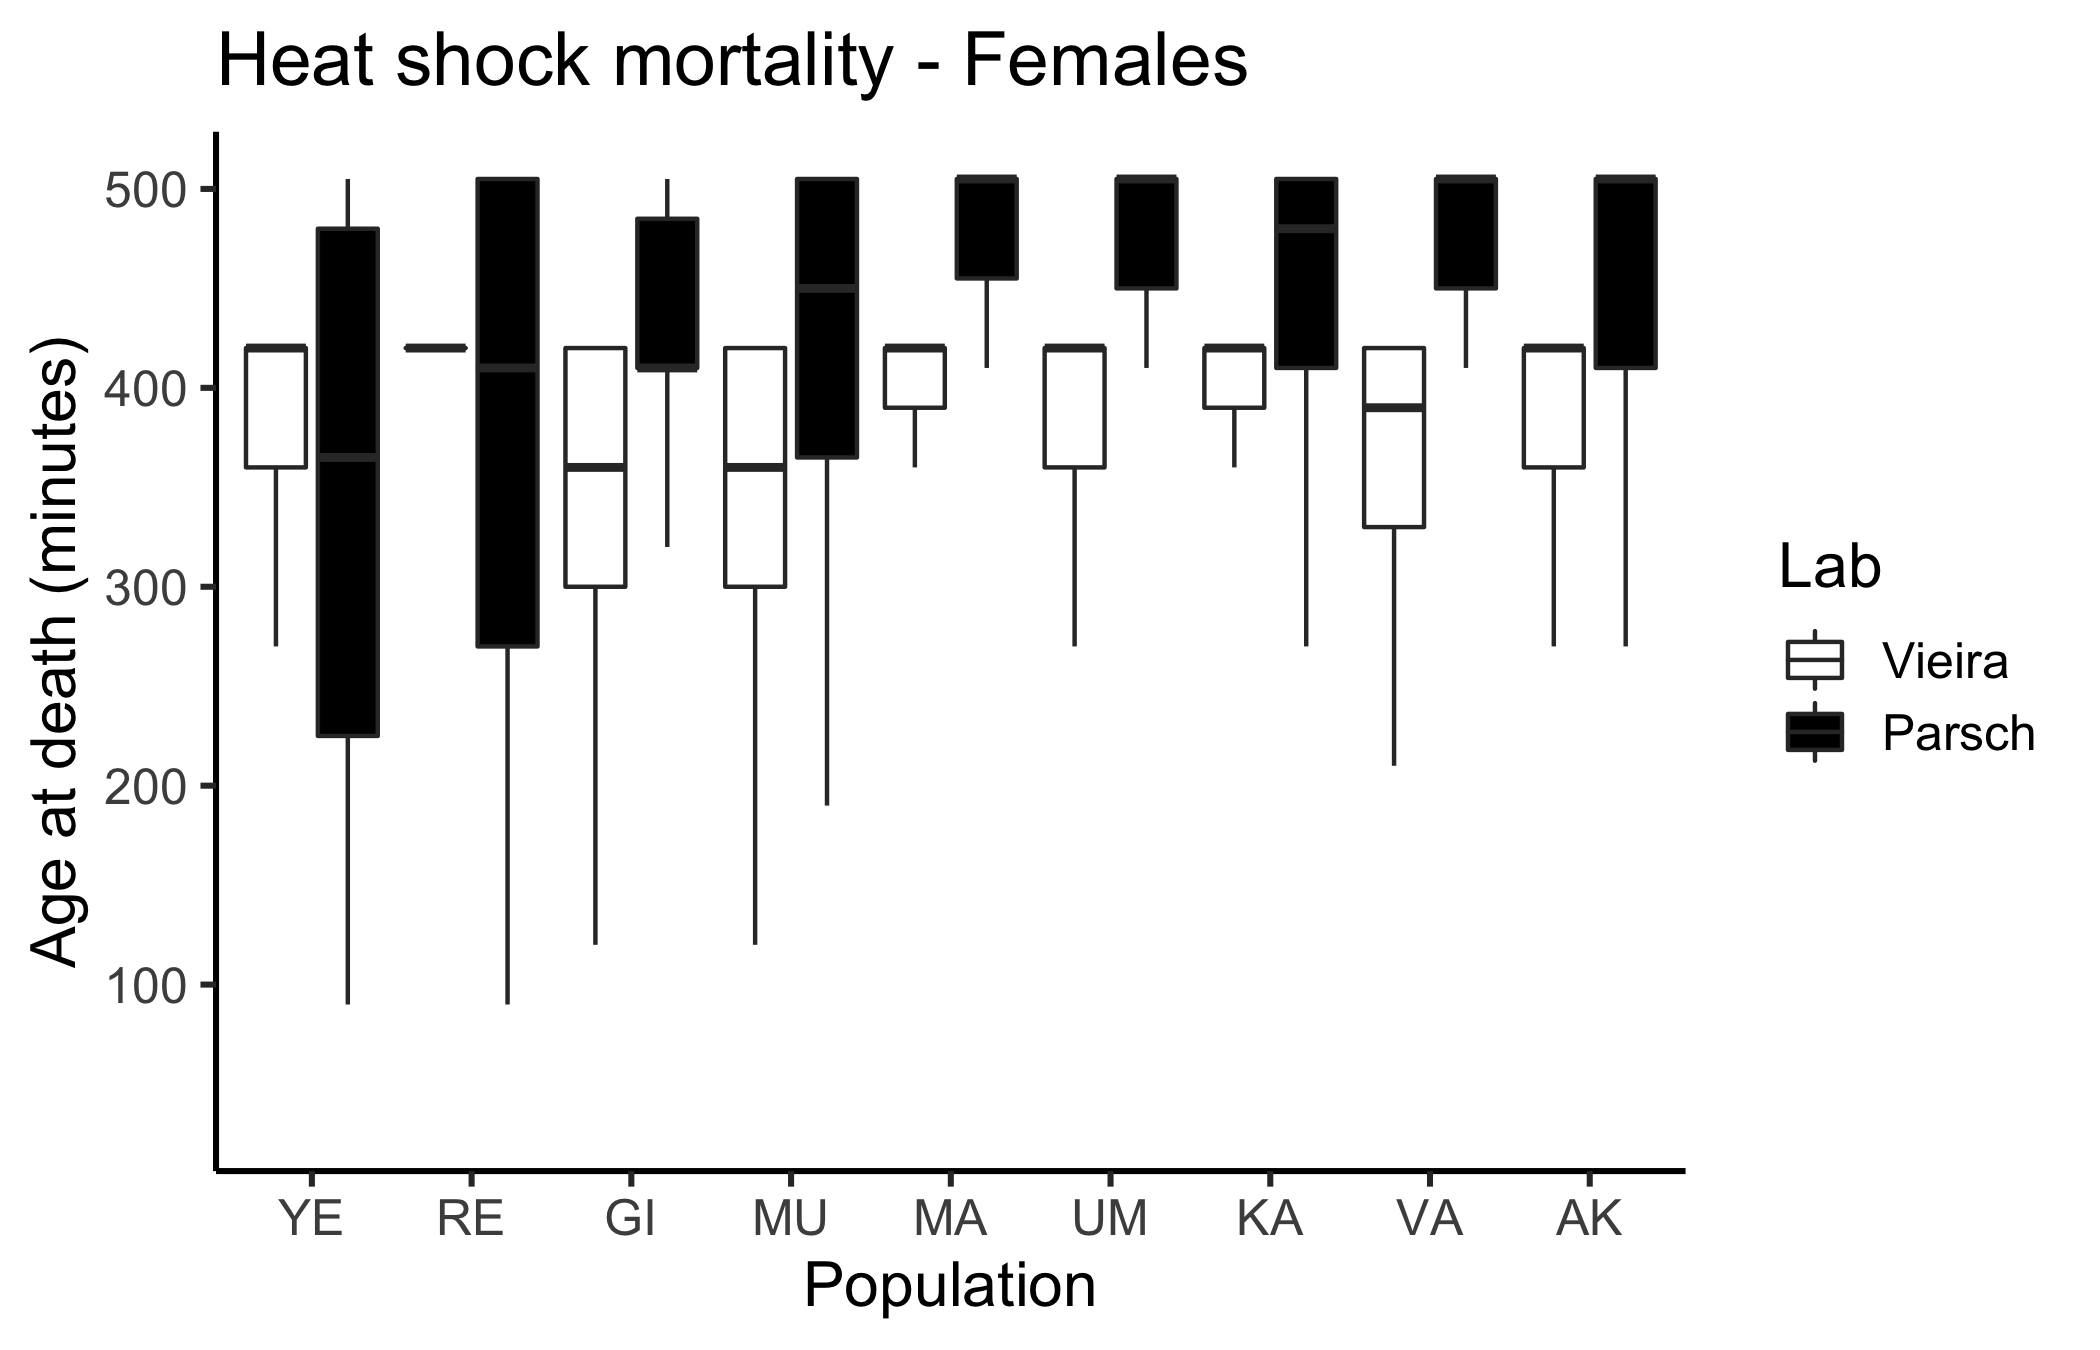 Heat shock mortality - Females
Age at death (minutes)
500
400
300
200
100
YE RE GI MU MA UM KA VA AK
Population
Lab
Vieira
Parsch